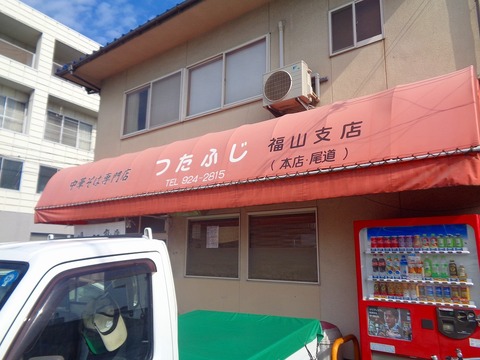 中華そば専門店
つたふじ
TEL 924-2815
福山支店
(本店・尾道)